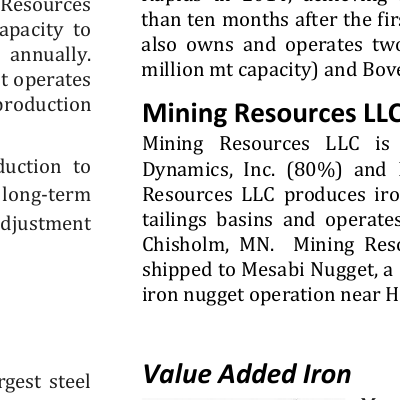 Resources
apacity to
annually.
t operates
production
duction to
long-term
djustment
rgest steel
than ten months after the fir
also owns and operates two
million mt capacity) and Bove
Mining Resources LLC
Mining Resources LLC is
Dynamics, Inc. (80%) and
Resources LLC produces iro
tailings basins and operates
Chisholm, MN. Mining Reso
shipped to Mesabi Nugget, a
iron nugget operation near H
Value Added Iron